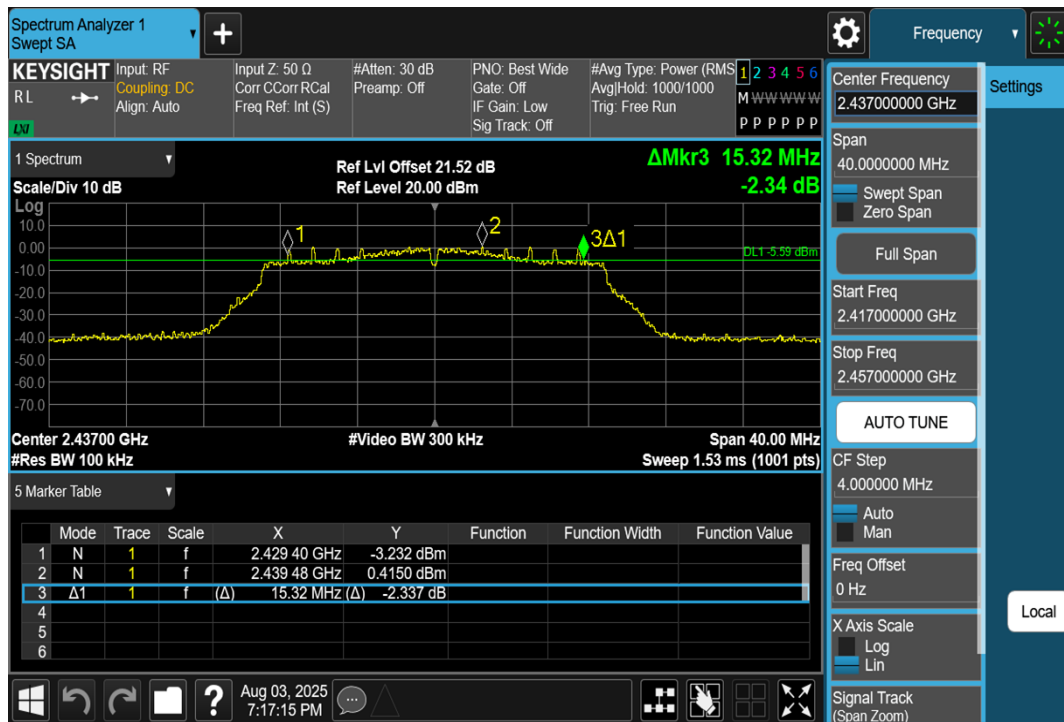 Spectrum Analyzer 1
Swept SA
+
Frequency
KEYSIGHT
RL
LXI
Input: RF
Coupling: DC
Align: Auto
Input Z: 50 Ω
Corr CCorr RCal
Freq Ref: Int (S)
#Atten: 30 dB
Preamp: Off
PNO: Best Wide
Gate: Off
IF Gain: Low
Sig Track: Off
#Avg Type: Power (RMS
Avg|Hold: 1000/1000
Trig: Free Run
1 2 3 4 5 6
M W W W W W
P P P P P P
1 Spectrum
Scale/Div 10 dB
Ref Lvl Offset 21.52 dB
Ref Level 20.00 dBm
ΔMkr3 15.32 MHz
-2.34 dB
Log
10.0
0.00
-10.0
-20.0
-30.0
-40.0
-50.0
-60.0
-70.0
1
2
3Δ1
DL1 -5.59 dBm
Center 2.43700 GHz
#Video BW 300 kHz
Span 40.00 MHz
#Res BW 100 kHz
Sweep 1.53 ms (1001 pts)
5 Marker Table
Mode Trace Scale X Y Function Function Width Function Value
1 N 1 f 2.429 40 GHz -3.232 dBm
2 N 1 f 2.439 48 GHz 0.4150 dBm
3 Δ1 1 f (Δ) 15.32 MHz (Δ) -2.337 dB
4
5
6
Aug 03, 2025
7:17:15 PM
Center Frequency
2.437000000 GHz
Span
40.0000000 MHz
Swept Span
Zero Span
Full Span
Start Freq
2.417000000 GHz
Stop Freq
2.457000000 GHz
AUTO TUNE
CF Step
4.000000 MHz
Auto
Man
Freq Offset
0 Hz
X Axis Scale
Log
Lin
Signal Track
(Span Zoom)
Settings
Local